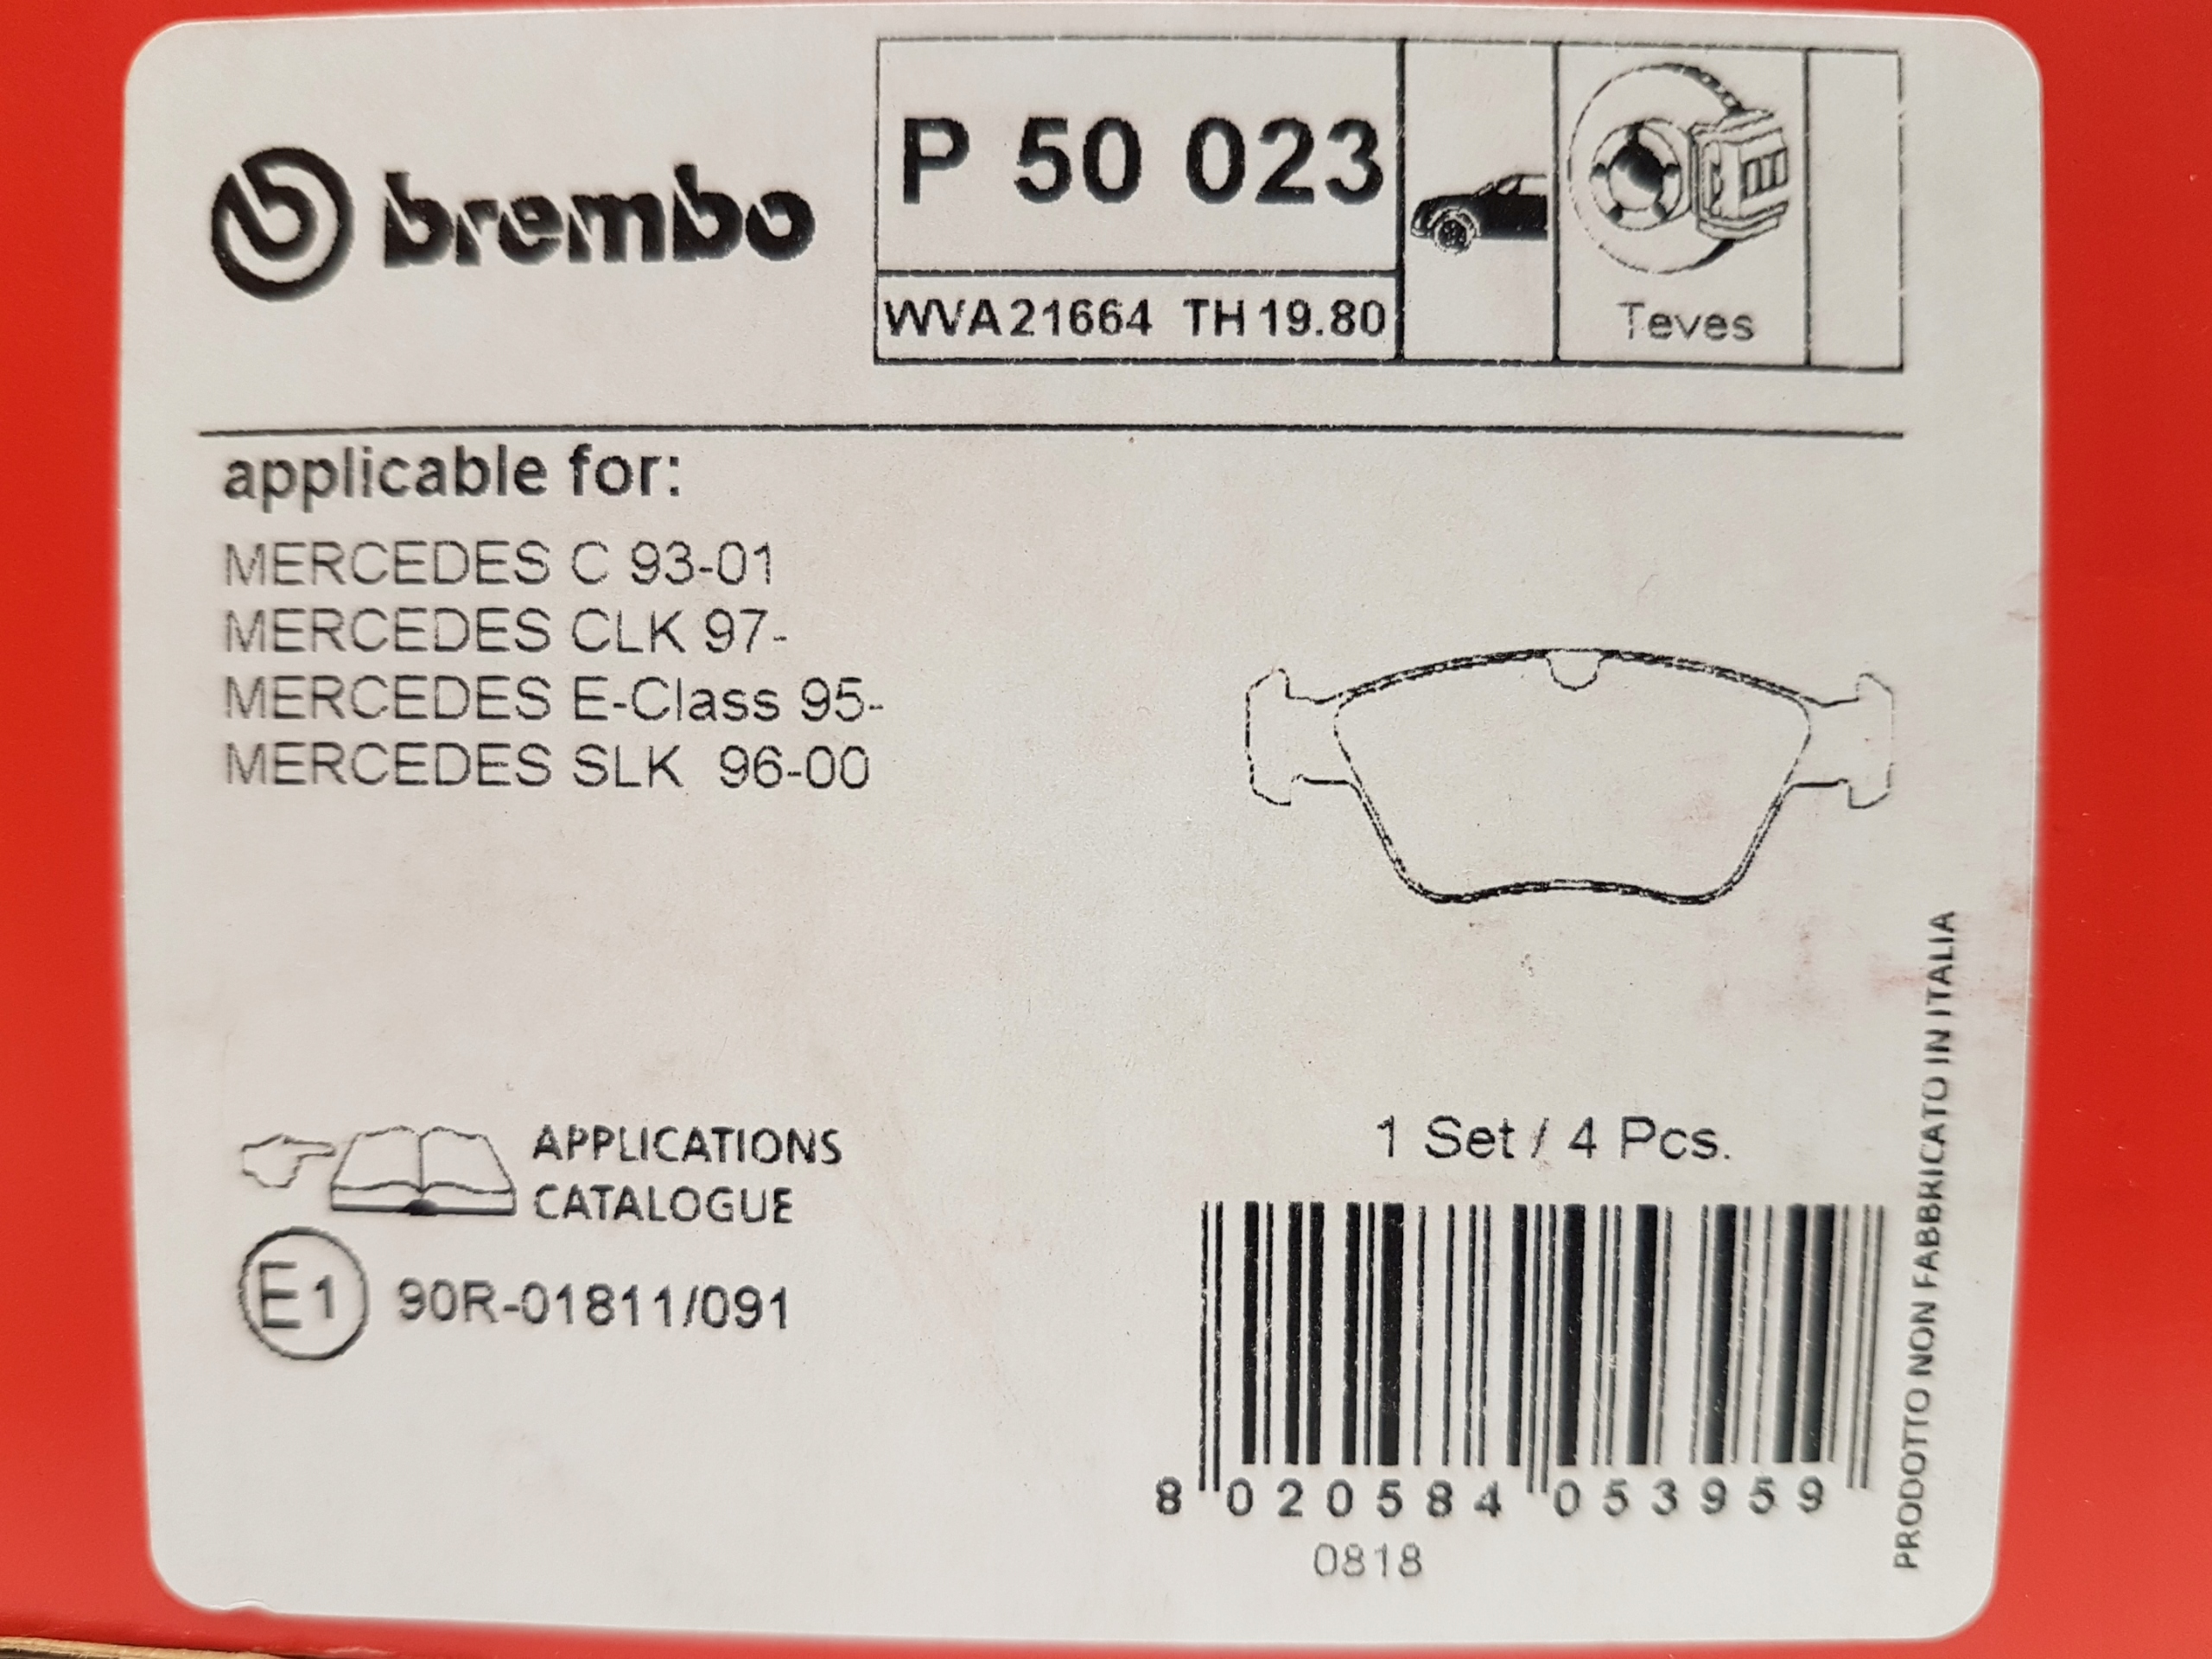 brembo
P 50 023
WVA21664 TH 19.80
Teves
applicable for:
MERCEDES C 93-01
MERCEDES CLK 97-
MERCEDES E-Class 95-
MERCEDES SLK 96-00
APPLICATIONS
CATALOGUE
E1 90R-01811/091
1 Set / 4 Pcs.
8 020584 053959
0818
PRODOTTO NON FABBRICATO IN ITALIA